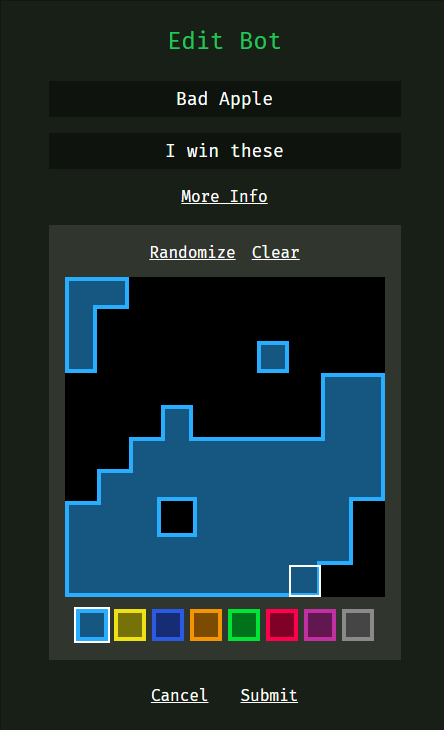 Edit Bot
Bad Apple
I win these
More Info
Randomize Clear
Cancel Submit